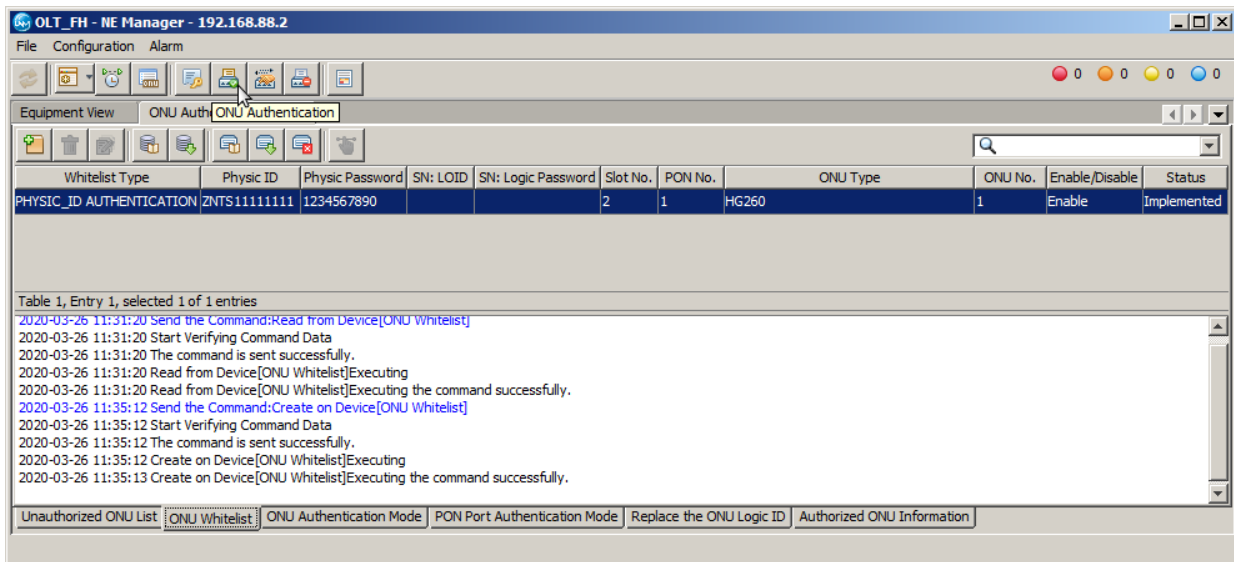 OLT_FH - NE Manager - 192.168.88.2
File Configuration Alarm
0 0 0 0
Equipment View ONU Auth ONU Authentication
Whitelist Type Physic ID Physic Password SN: LOID SN: Logic Password Slot No. PON No. ONU Type ONU No. Enable/Disable Status
PHYSIC_ID AUTHENTICATION ZNTS11111111 1234567890 2 1 HG260 1 Enable Implemented
Table 1, Entry 1, selected 1 of 1 entries
2020-03-26 11:31:20 Send the Command:Read from Device[ONU Whitelist]
2020-03-26 11:31:20 Start Verifying Command Data
2020-03-26 11:31:20 The command is sent successfully.
2020-03-26 11:31:20 Read from Device[ONU Whitelist]Executing
2020-03-26 11:31:20 Read from Device[ONU Whitelist]Executing the command successfully.
2020-03-26 11:35:12 Send the Command:Create on Device[ONU Whitelist]
2020-03-26 11:35:12 Start Verifying Command Data
2020-03-26 11:35:12 The command is sent successfully.
2020-03-26 11:35:12 Create on Device[ONU Whitelist]Executing
2020-03-26 11:35:13 Create on Device[ONU Whitelist]Executing the command successfully.
Unauthorized ONU List ONU Whitelist ONU Authentication Mode PON Port Authentication Mode Replace the ONU Logic ID Authorized ONU Information